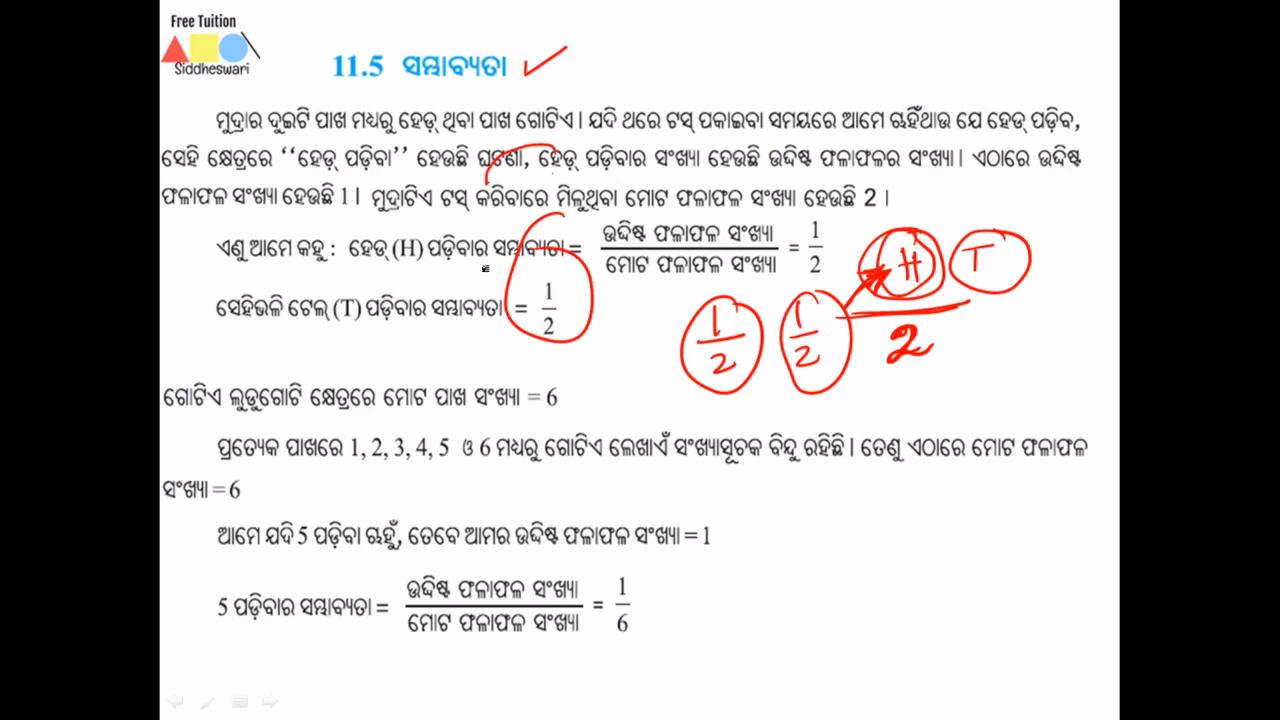 Free Tuition
Siddheswari
11.5 ସମ୍ଭାବ୍ୟତା
ମୁଦ୍ରାର ଦୁଇଟି ପାଖ ମଧ୍ୟରୁ ହେଡ୍ ଥିବା ପାଖ ଗୋଟିଏ । ଯଦି ଥରେ ଟସ୍ ପକାଇବା ସମୟରେ ଆମେ ଋହିଁଥାଉ ଯେ ହେଡ୍ ପଡ଼ିବ,
ସେହି କ୍ଷେତ୍ରରେ ‘‘ହେଡ୍ ପଡ଼ିବା’’ ହେଉଛି ଘଟଣା, ହେଡ୍ ପଡ଼ିବାର ସଂଖ୍ୟା ହେଉଛି ଉଦ୍ଦିଷ୍ଟ ଫଳାଫଳର ସଂଖ୍ୟା । ଏଠାରେ ଉଦ୍ଦିଷ୍ଟ
ଫଳାଫଳ ସଂଖ୍ୟା ହେଉଛି 1 । ମୁଦ୍ରାଟିଏ ଟସ୍ କରିବାରେ ମିଳୁଥିବା ମୋଟ ଫଳାଫଳ ସଂଖ୍ୟା ହେଉଛି 2 ।
ଏଣୁ ଆମେ କହୁ : ହେଡ୍ (H) ପଡ଼ିବାର ସମ୍ଭାବ୍ୟତା = ଉଦ୍ଦିଷ୍ଟ ଫଳାଫଳ ସଂଖ୍ୟା / ମୋଟ ଫଳାଫଳ ସଂଖ୍ୟା = 1/2
H T
2
ସେହିଭଳି ଟେଲ୍ (T) ପଡ଼ିବାର ସମ୍ଭାବ୍ୟତା = 1/2
1/2 1/2
ଗୋଟିଏ ଲୁଡୁଗୋଟି କ୍ଷେତ୍ରରେ ମୋଟ ପାଖ ସଂଖ୍ୟା = 6
ପ୍ରତ୍ୟେକ ପାଖରେ 1, 2, 3, 4, 5 ଓ 6 ମଧ୍ୟରୁ ଗୋଟିଏ ଲେଖାଏଁ ସଂଖ୍ୟାସୂଚକ ବିନ୍ଦୁ ରହିଛି । ତେଣୁ ଏଠାରେ ମୋଟ ଫଳାଫଳ
ସଂଖ୍ୟା = 6
ଆମେ ଯଦି 5 ପଡ଼ିବା ଋହୁଁ, ତେବେ ଆମର ଉଦ୍ଦିଷ୍ଟ ଫଳାଫଳ ସଂଖ୍ୟା = 1
5 ପଡ଼ିବାର ସମ୍ଭାବ୍ୟତା = ଉଦ୍ଦିଷ୍ଟ ଫଳାଫଳ ସଂଖ୍ୟା / ମୋଟ ଫଳାଫଳ ସଂଖ୍ୟା = 1/6